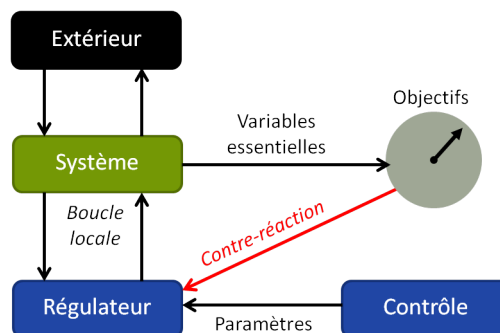 Extérieur
Objectifs
Variables
essentielles
Système
Boucle
locale
Contre-réaction
Régulateur
Paramètres
Contrôle